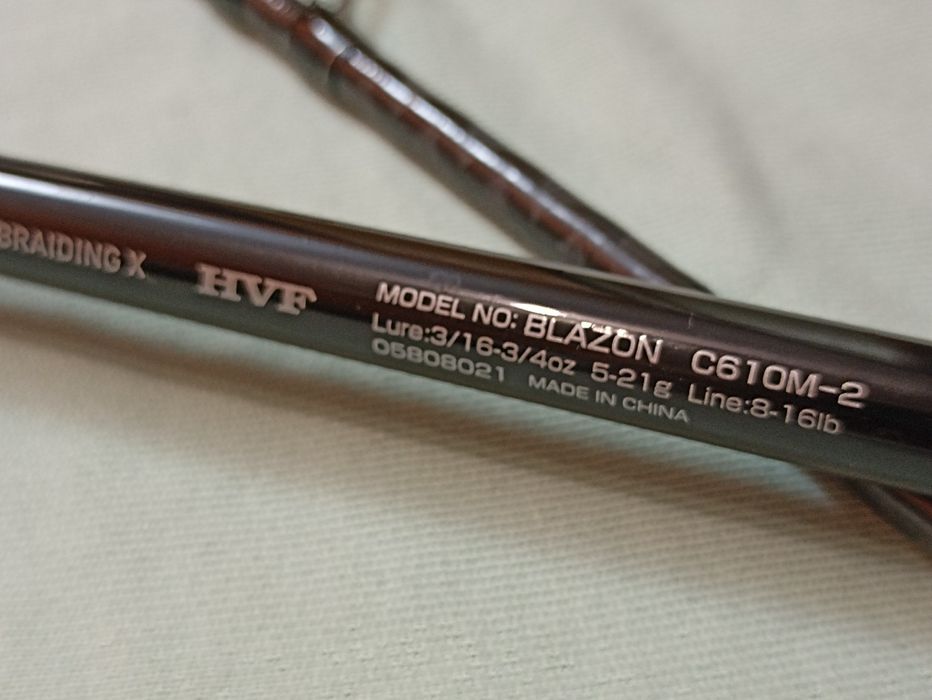 BRAIDING X
HVF
MODEL NO: BLAZON C610M-2
Lure:3/16-3/4oz 5-21g Line:8-16lb
05808021 MADE IN CHINA